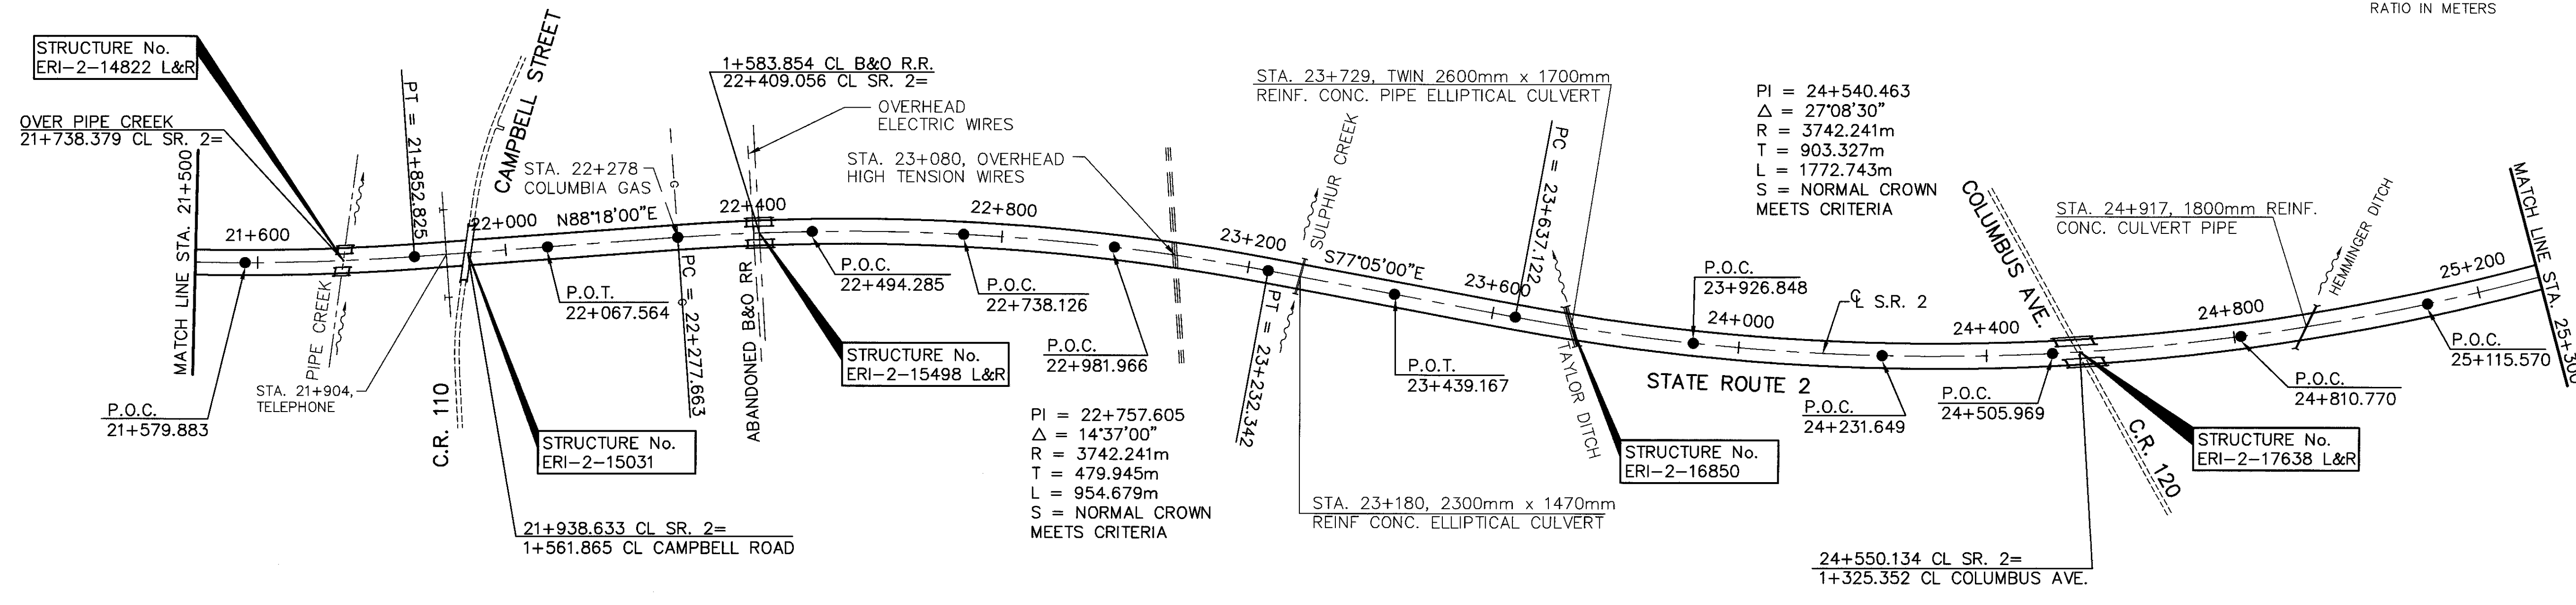 RATIO IN METERS
STRUCTURE No.
ERI-2-14822 L&R
OVER PIPE CREEK
21+738.379 CL SR. 2=
MATCH LINE STA. 21+500
21+600
P.O.C.
21+579.883
PIPE CREEK
PT = 21+852.825
STA. 21+904,
TELEPHONE
C.R. 110
CAMPBELL STREET
22+000
N88°18'00"E
STRUCTURE No.
ERI-2-15031
21+938.633 CL SR. 2=
1+561.865 CL CAMPBELL ROAD
P.O.T.
22+067.564
STA. 22+278
COLUMBIA GAS
G
G
PC = 22+277.663
1+583.854 CL B&O R.R.
22+409.056 CL SR. 2=
22+400
OVERHEAD
ELECTRIC WIRES
ABANDONED B&O RR
STRUCTURE No.
ERI-2-15498 L&R
P.O.C.
22+494.285
P.O.C.
22+738.126
22+800
STA. 23+080, OVERHEAD
HIGH TENSION WIRES
P.O.C.
22+981.966
PI = 22+757.605
Δ = 14°37'00"
R = 3742.241m
T = 479.945m
L = 954.679m
S = NORMAL CROWN
MEETS CRITERIA
23+200
PT = 23+232.342
SULPHUR CREEK
STA. 23+729, TWIN 2600mm x 1700mm
REINF. CONC. PIPE ELLIPTICAL CULVERT
S77°05'00"E
STA. 23+180, 2300mm x 1470mm
REINF CONC. ELLIPTICAL CULVERT
P.O.T.
23+439.167
23+600
PC = 23+637.122
TAYLOR DITCH
STRUCTURE No.
ERI-2-16850
P.O.C.
23+926.848
24+000
STATE ROUTE 2
PI = 24+540.463
Δ = 27°08'30"
R = 3742.241m
T = 903.327m
L = 1772.743m
S = NORMAL CROWN
MEETS CRITERIA
CL S.R. 2
P.O.C.
24+231.649
24+400
P.O.C.
24+505.969
COLUMBUS AVE.
C.R. 120
24+550.134 CL SR. 2=
1+325.352 CL COLUMBUS AVE.
STRUCTURE No.
ERI-2-17638 L&R
STA. 24+917, 1800mm REINF.
CONC. CULVERT PIPE
24+800
P.O.C.
24+810.770
HEMMINGER DITCH
25+200
P.O.C.
25+115.570
MATCH LINE STA. 25+300